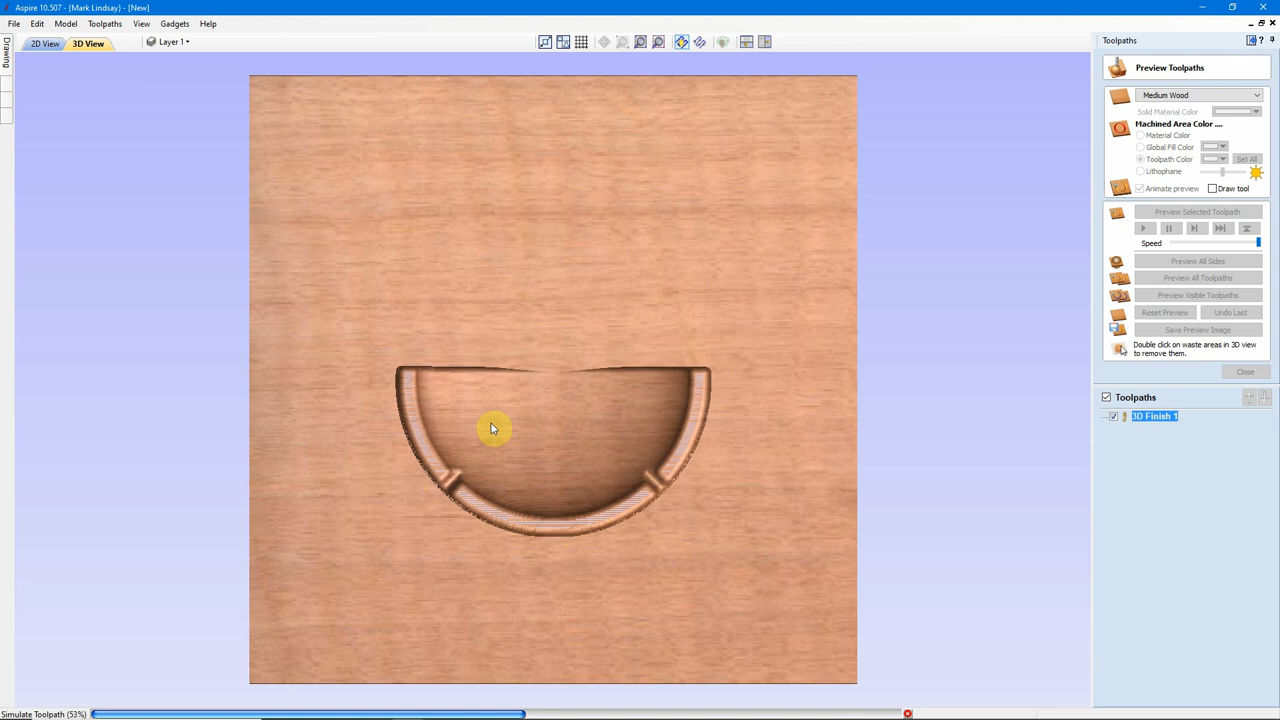 Aspire 10.507 - {Mark Lindsay} - [New]
File Edit Model Toolpaths View Gadgets Help
2D View 3D View Layer 1
Drawing
Toolpaths
Preview Toolpaths
Medium Wood
Solid Material Color
Machined Area Color ....
Material Color
Global Fill Color
Toolpath Color Set All
Lithophane
Animate preview Draw tool
Preview Selected Toolpath
Speed
Preview All Sides
Preview All Toolpaths
Preview Visible Toolpaths
Reset Preview Undo Last
Save Preview Image
Double click on waste areas in 3D view
to remove them.
Close
Toolpaths
3D Finish 1
Simulate Toolpath (53%)